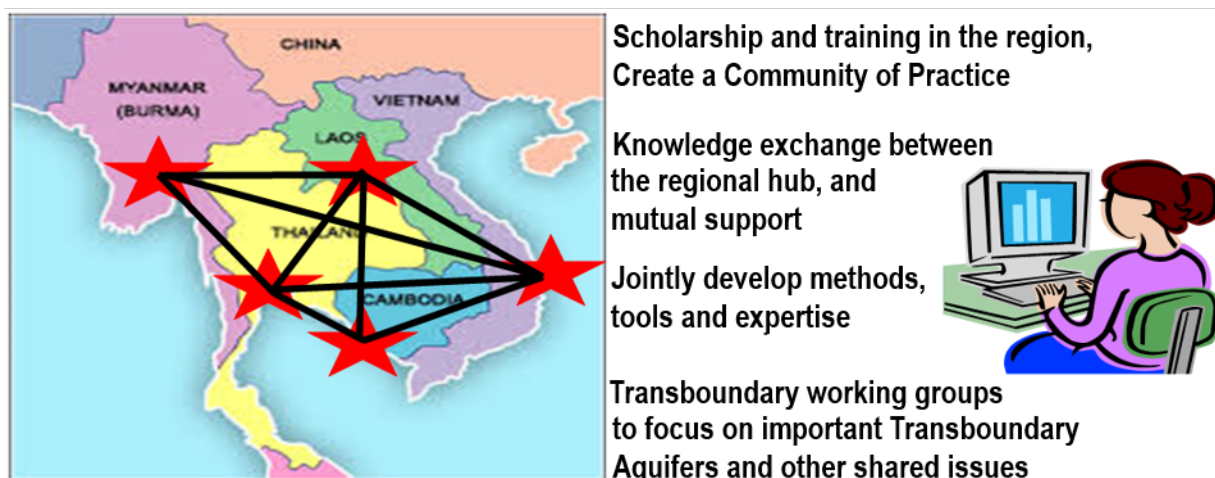 CHINA
MYANMAR
(BURMA)
VIETNAM
LAOS
THAILAND
CAMBODIA
Scholarship and training in the region,
Create a Community of Practice
Knowledge exchange between
the regional hub, and
mutual support
Jointly develop methods,
tools and expertise
Transboundary working groups
to focus on important Transboundary
Aquifers and other shared issues